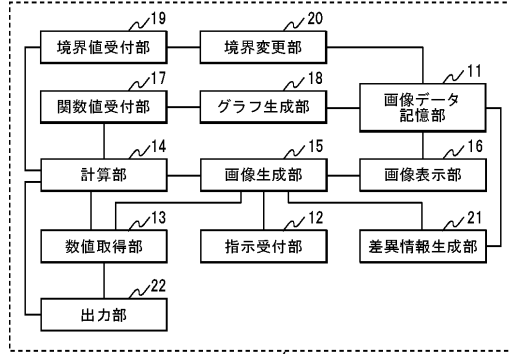 19
境界値受付部
20
境界変更部
17
関数値受付部
18
グラフ生成部
11
画像データ
記憶部
14
計算部
15
画像生成部
16
画像表示部
13
数値取得部
12
指示受付部
21
差異情報生成部
22
出力部